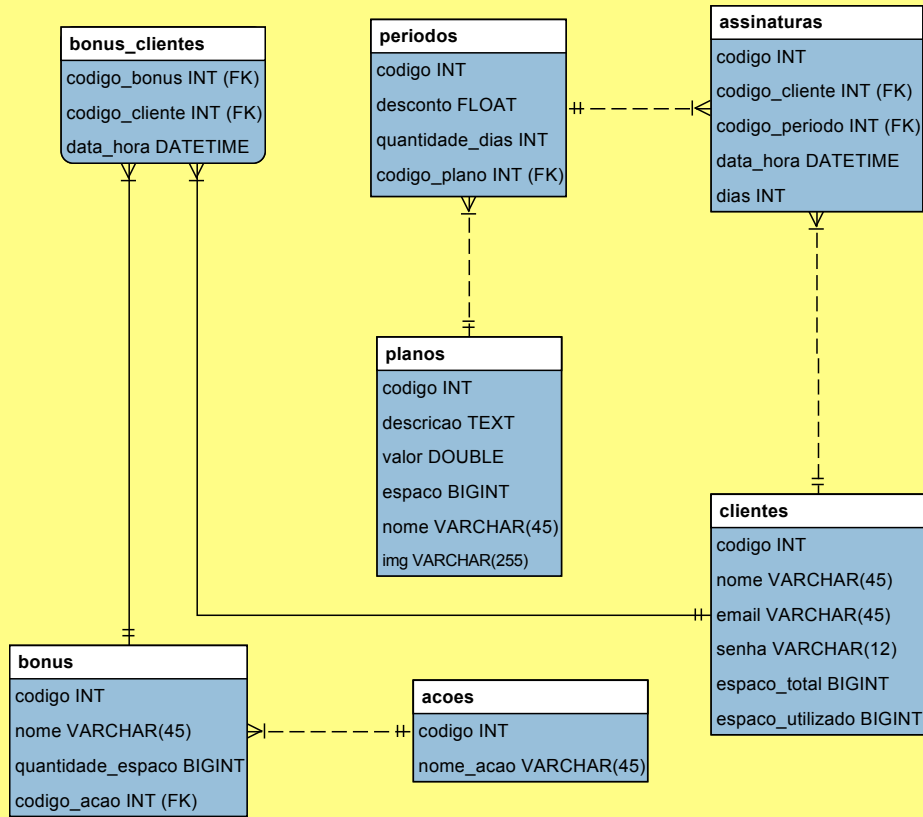 bonus_clientes
codigo_bonus INT (FK)
codigo_cliente INT (FK)
data_hora DATETIME
periodos
codigo INT
desconto FLOAT
quantidade_dias INT
codigo_plano INT (FK)
assinaturas
codigo INT
codigo_cliente INT (FK)
codigo_periodo INT (FK)
data_hora DATETIME
dias INT
planos
codigo INT
descricao TEXT
valor DOUBLE
espaco BIGINT
nome VARCHAR(45)
img VARCHAR(255)
clientes
codigo INT
nome VARCHAR(45)
email VARCHAR(45)
senha VARCHAR(12)
espaco_total BIGINT
espaco_utilizado BIGINT
bonus
codigo INT
nome VARCHAR(45)
quantidade_espaco BIGINT
codigo_acao INT (FK)
acoes
codigo INT
nome_acao VARCHAR(45)